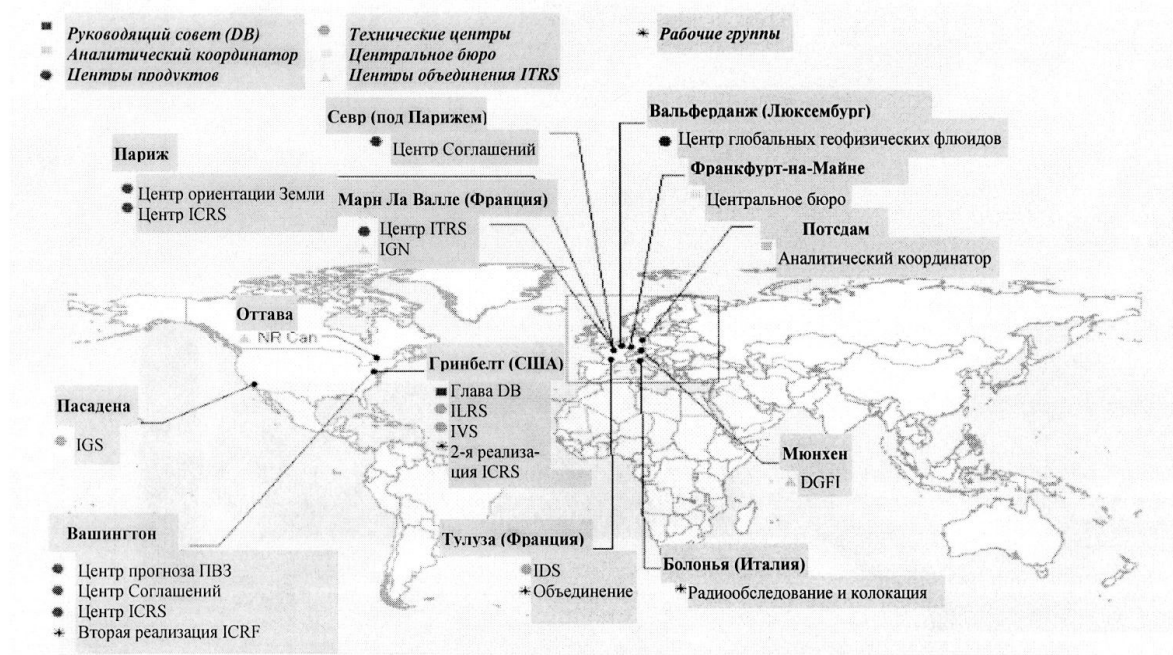 Руководящий совет (DB)
Аналитический координатор
Центры продуктов
Технические центры
Центральное бюро
Центры объединения ITRS
Рабочие группы
Севр (под Парижем)
Центр Соглашений
Вальферданж (Люксембург)
Центр глобальных геофизических флюидов
Париж
Центр ориентации Земли
Центр ICRS
Франкфурт-на-Майне
Центральное бюро
Марн Ла Валле (Франция)
Центр ITRS
IGN
Потсдам
Аналитический координатор
Оттава
NR Can
Гринбелт (США)
Глава DB
ILRS
IVS
2-я реализа-
ция ICRS
Пасадена
IGS
Мюнхен
DGFI
Вашингтон
Центр прогноза ПВЗ
Центр Соглашений
Центр ICRS
Вторая реализация ICRF
Тулуза (Франция)
IDS
Объединение
Болонья (Италия)
Радиообследование и колокация